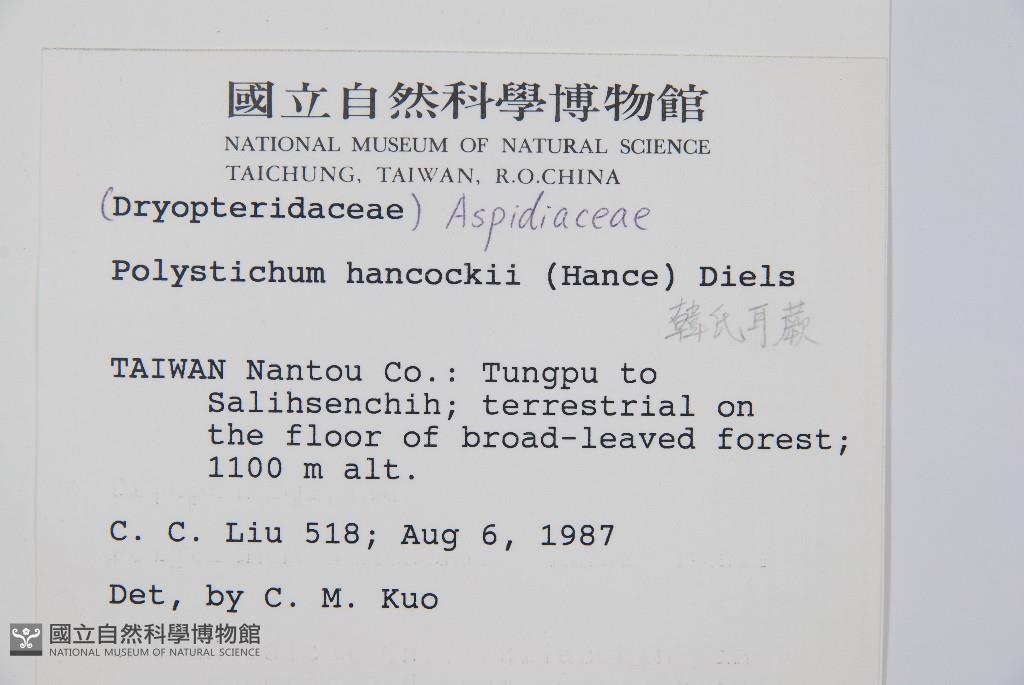 國立自然科學博物館
NATIONAL MUSEUM OF NATURAL SCIENCE
TAICHUNG, TAIWAN, R.O.CHINA
(Dryopteridaceae) Aspidiaceae
Polystichum hancockii (Hance) Diels
韓氏耳蕨
TAIWAN Nantou Co.: Tungpu to
Salihsenchih; terrestrial on
the floor of broad-leaved forest;
1100 m alt.
C. C. Liu 518; Aug 6, 1987
Det, by C. M. Kuo
國立自然科學博物館
NATIONAL MUSEUM OF NATURAL SCIENCE